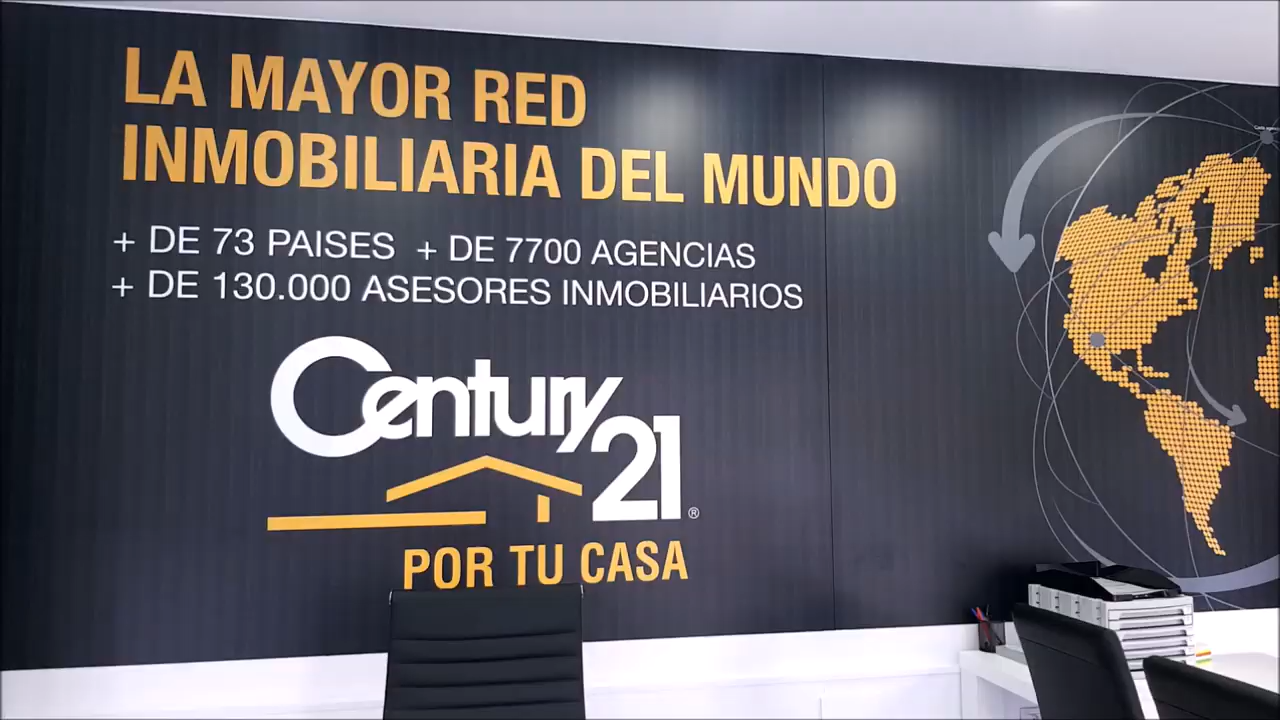 LA MAYOR RED
INMOBILIARIA DEL MUNDO
+ DE 73 PAISES + DE 7700 AGENCIAS
+ DE 130.000 ASESORES INMOBILIARIOS
Century
21®
POR TU CASA